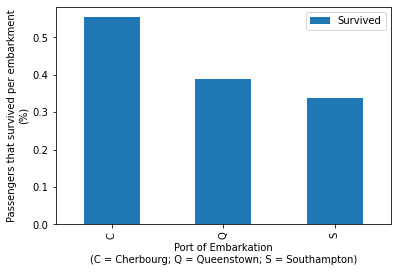 Survived
Passengers that survived per embarkment
(%)
0.5
0.4
0.3
0.2
0.1
0.0
C
Q
S
Port of Embarkation
(C = Cherbourg; Q = Queenstown; S = Southampton)